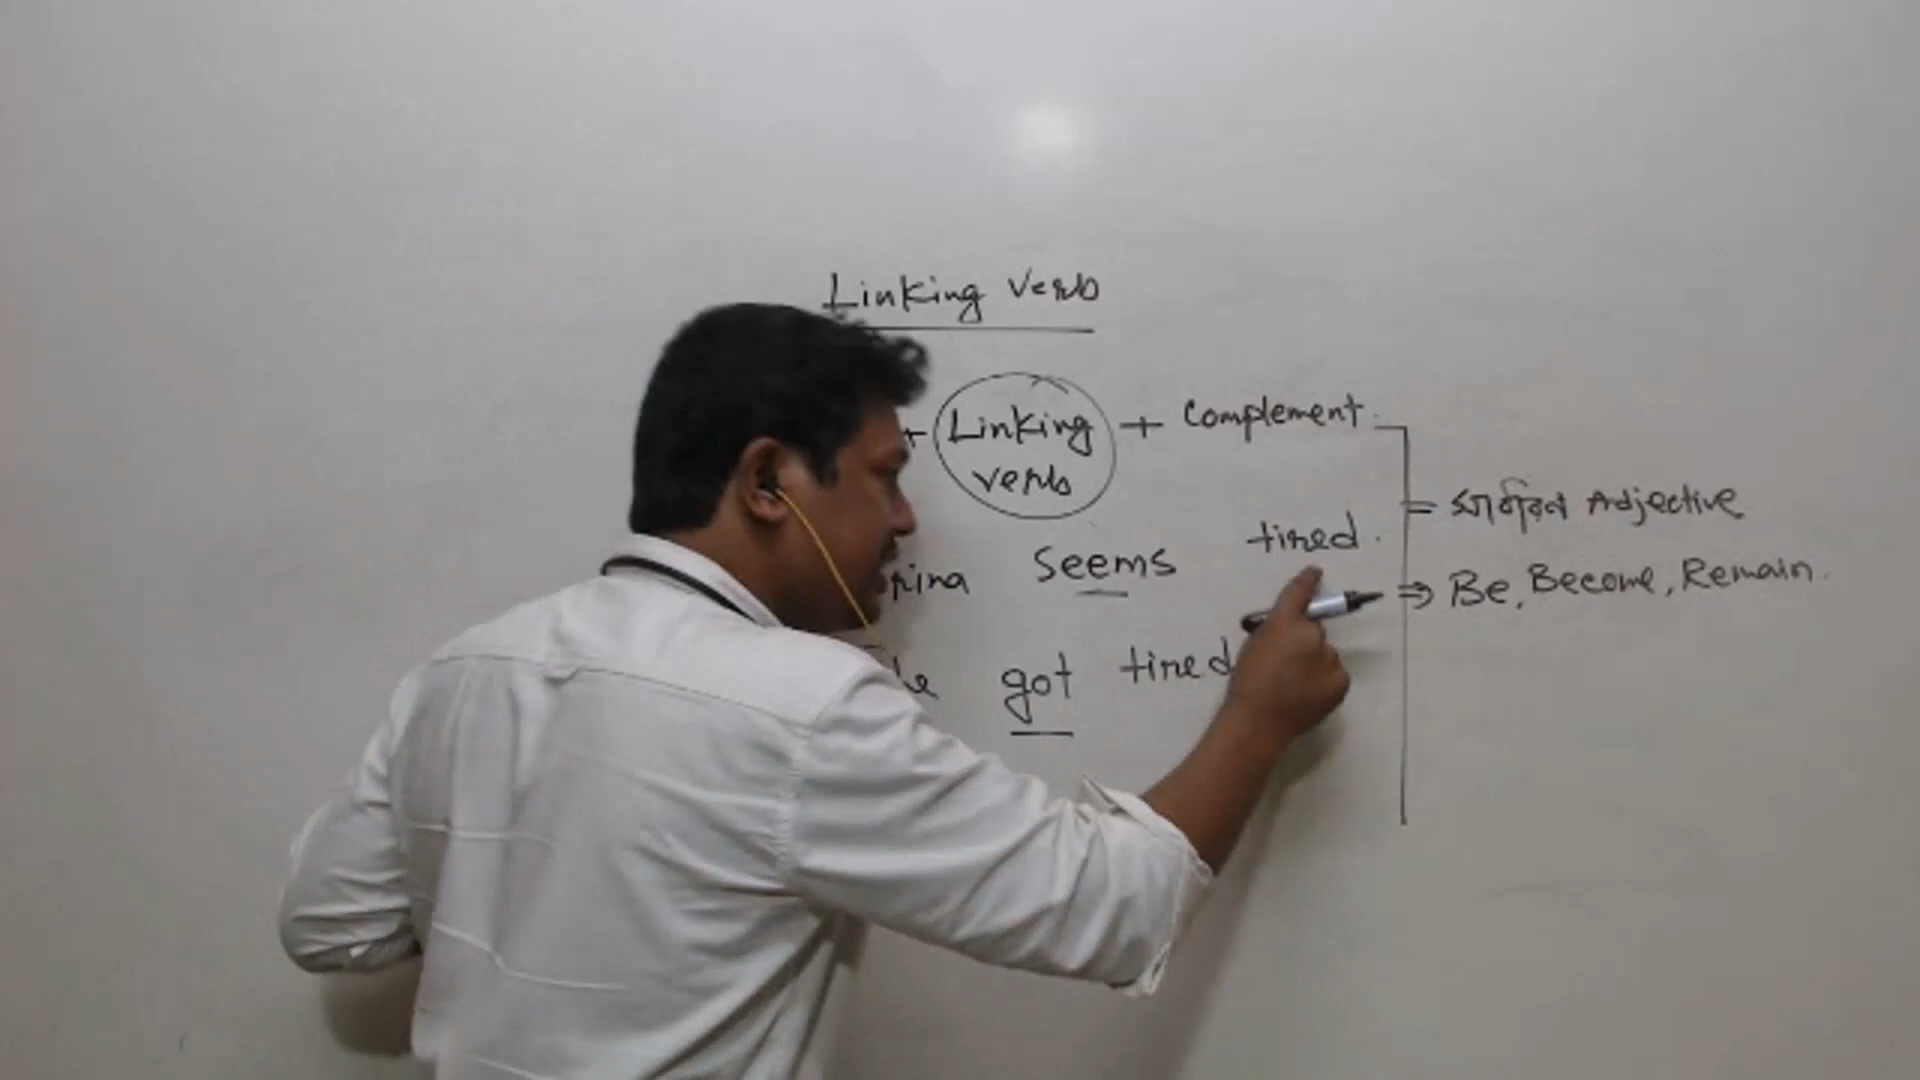 Linking Verb
+ Linking verb + Complement
= সাধারণত Adjective
seems tired.
⇒ Be, Become, Remain.
got tired